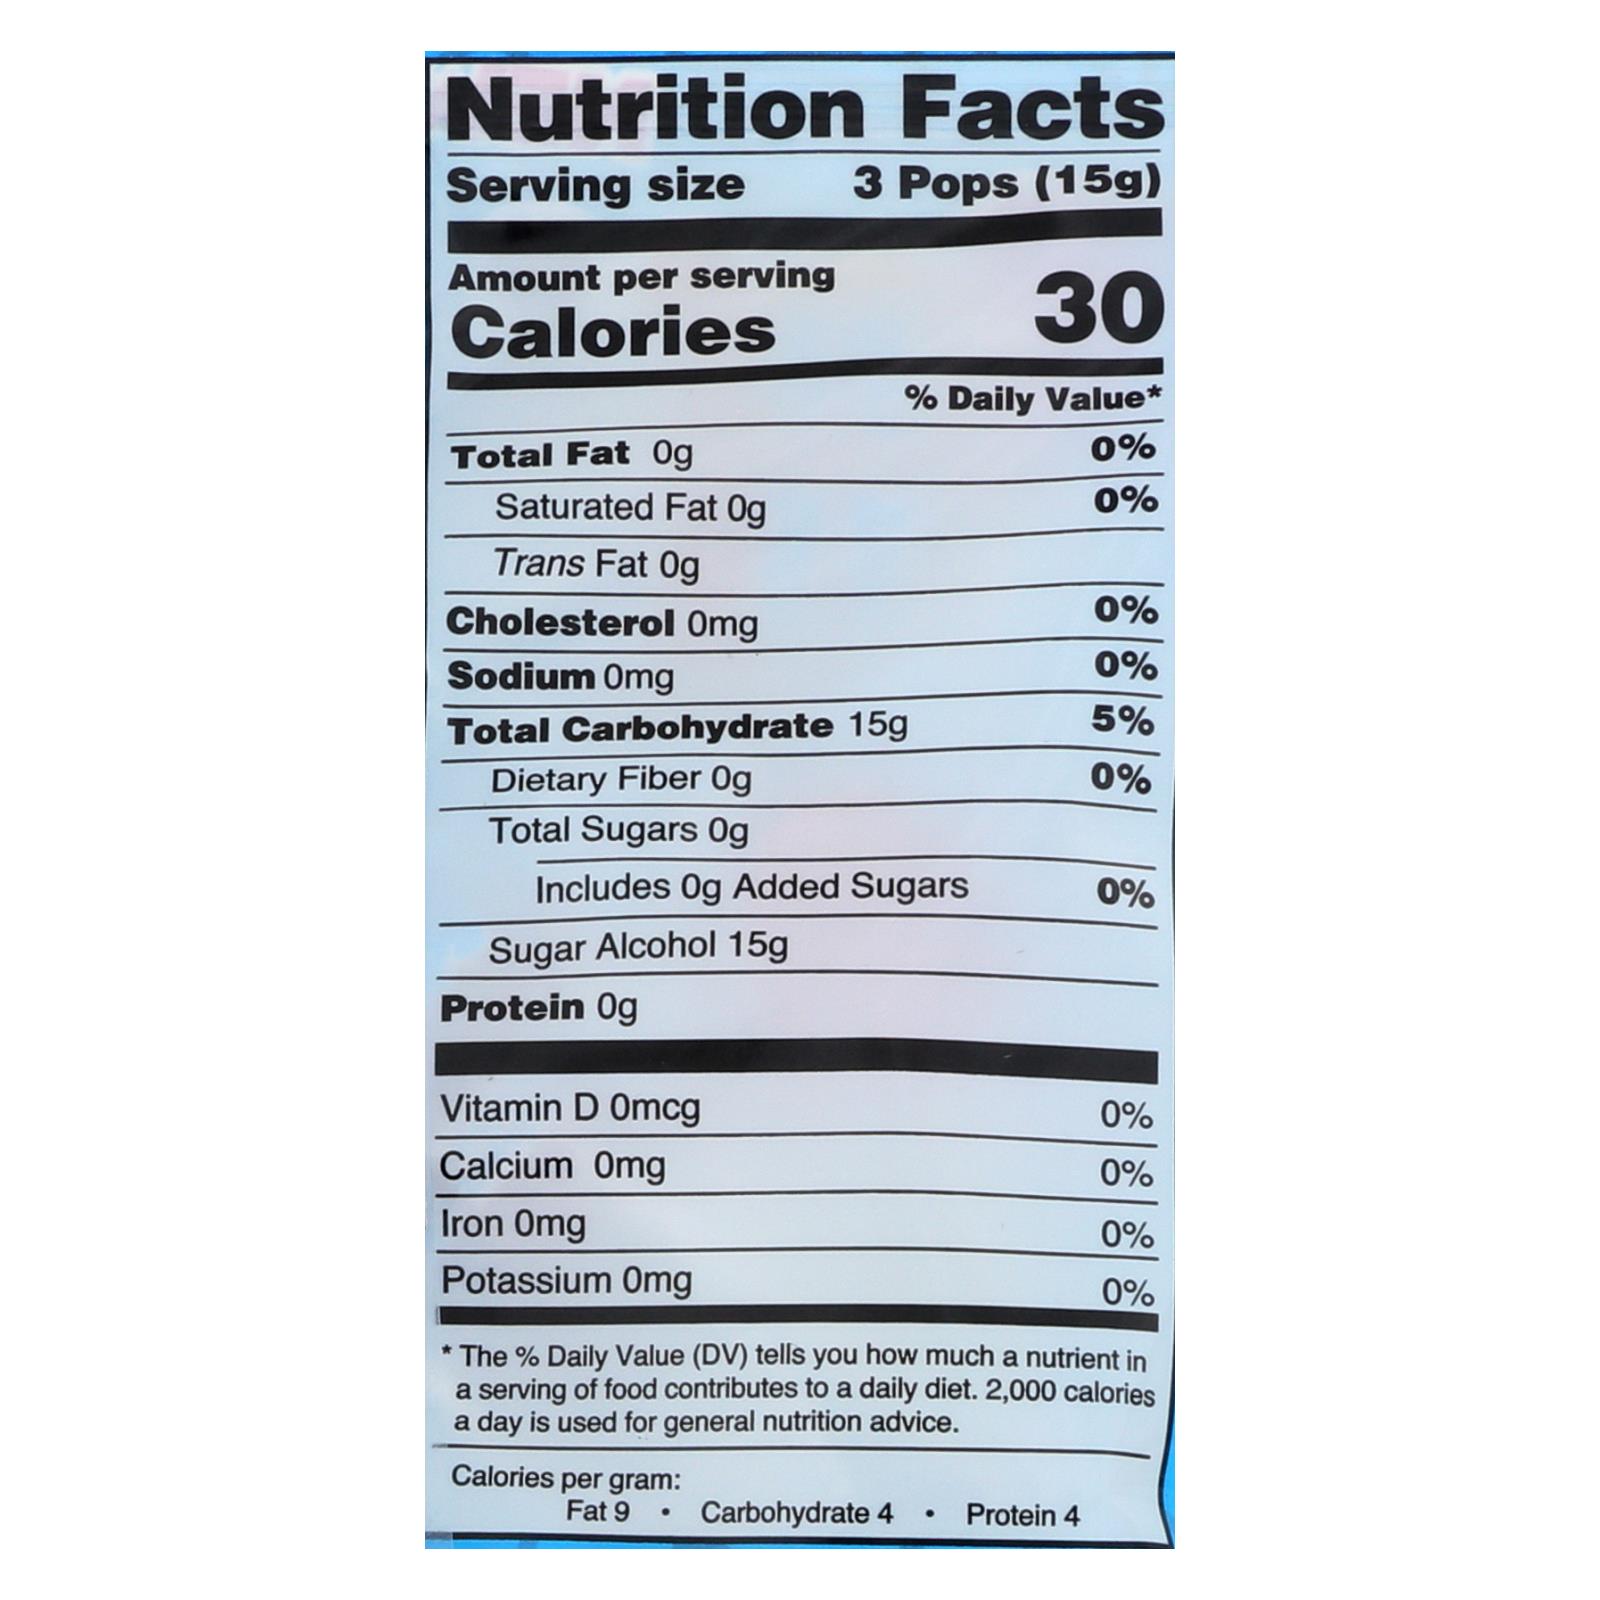 Nutrition Facts
Serving size 3 Pops (15g)
Amount per serving
Calories 30
% Daily Value*
Total Fat 0g 0%
Saturated Fat 0g 0%
Trans Fat 0g
Cholesterol 0mg 0%
Sodium 0mg 0%
Total Carbohydrate 15g 5%
Dietary Fiber 0g 0%
Total Sugars 0g
Includes 0g Added Sugars 0%
Sugar Alcohol 15g
Protein 0g
Vitamin D 0mcg 0%
Calcium 0mg 0%
Iron 0mg 0%
Potassium 0mg 0%
* The % Daily Value (DV) tells you how much a nutrient in
a serving of food contributes to a daily diet. 2,000 calories
a day is used for general nutrition advice.
Calories per gram:
Fat 9 • Carbohydrate 4 • Protein 4